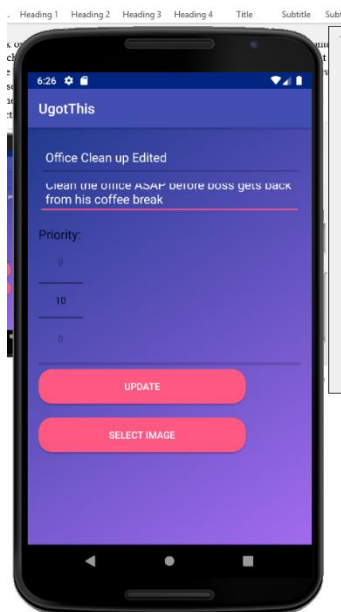 Heading 1 Heading 2 Heading 3 Heading 4 Title Subtitle
6:26
UgotThis
Office Clean up Edited
Clean the office ASAP before boss gets back
from his coffee break
Priority:
9
10
0
UPDATE
SELECT IMAGE